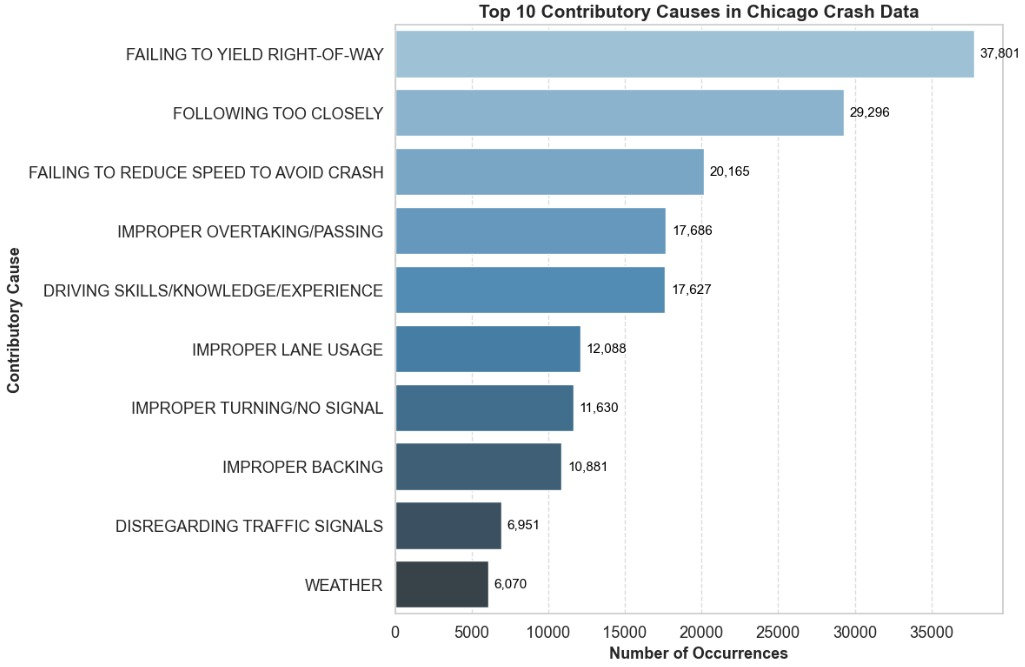 Top 10 Contributory Causes in Chicago Crash Data
Contributory Cause
FAILING TO YIELD RIGHT-OF-WAY 37,801
FOLLOWING TOO CLOSELY 29,296
FAILING TO REDUCE SPEED TO AVOID CRASH 20,165
IMPROPER OVERTAKING/PASSING 17,686
DRIVING SKILLS/KNOWLEDGE/EXPERIENCE 17,627
IMPROPER LANE USAGE 12,088
IMPROPER TURNING/NO SIGNAL 11,630
IMPROPER BACKING 10,881
DISREGARDING TRAFFIC SIGNALS 6,951
WEATHER 6,070
0 5000 10000 15000 20000 25000 30000 35000
Number of Occurrences